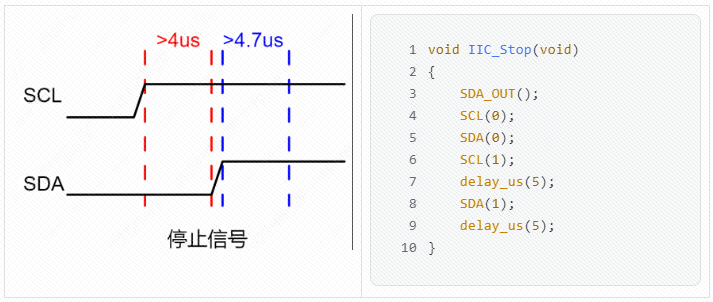 >4us >4.7us
SCL
SDA
停止信号
1 void IIC_Stop(void)
2 {
3 SDA_OUT();
4 SCL(0);
5 SDA(0);
6 SCL(1);
7 delay_us(5);
8 SDA(1);
9 delay_us(5);
10 }